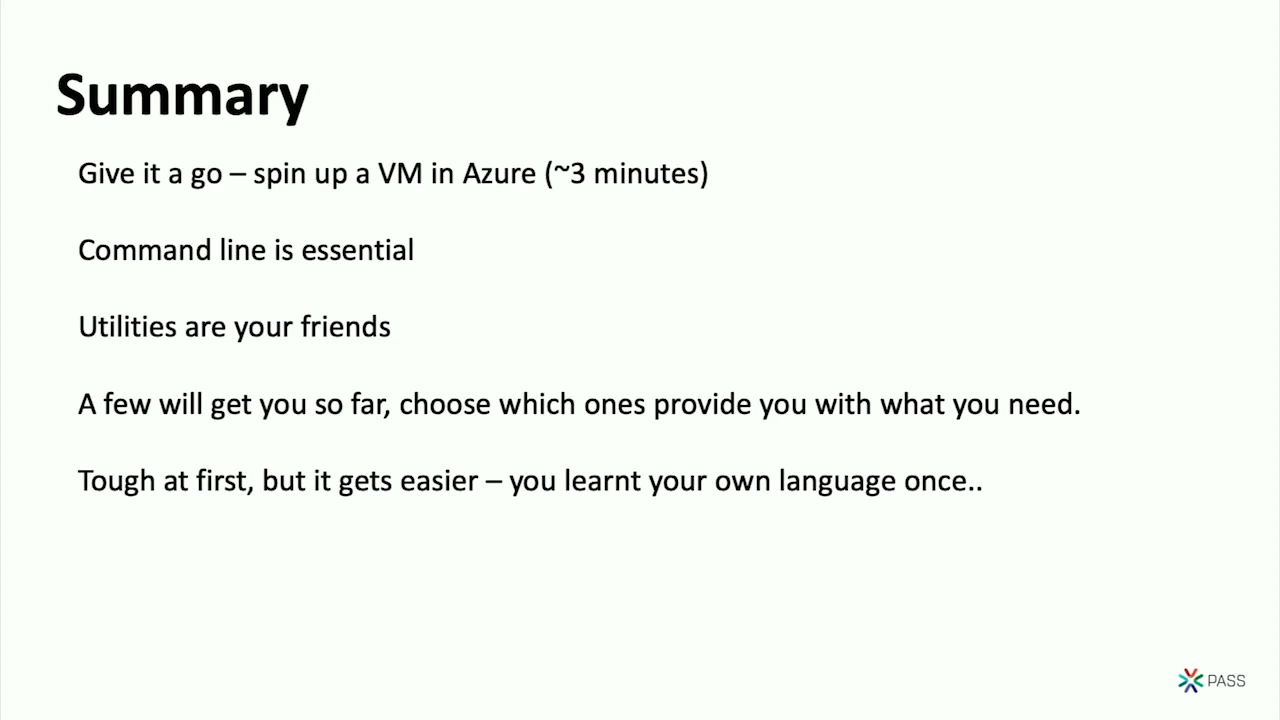 Summary
Give it a go – spin up a VM in Azure (~3 minutes)
Command line is essential
Utilities are your friends
A few will get you so far, choose which ones provide you with what you need.
Tough at first, but it gets easier – you learnt your own language once..
PASS